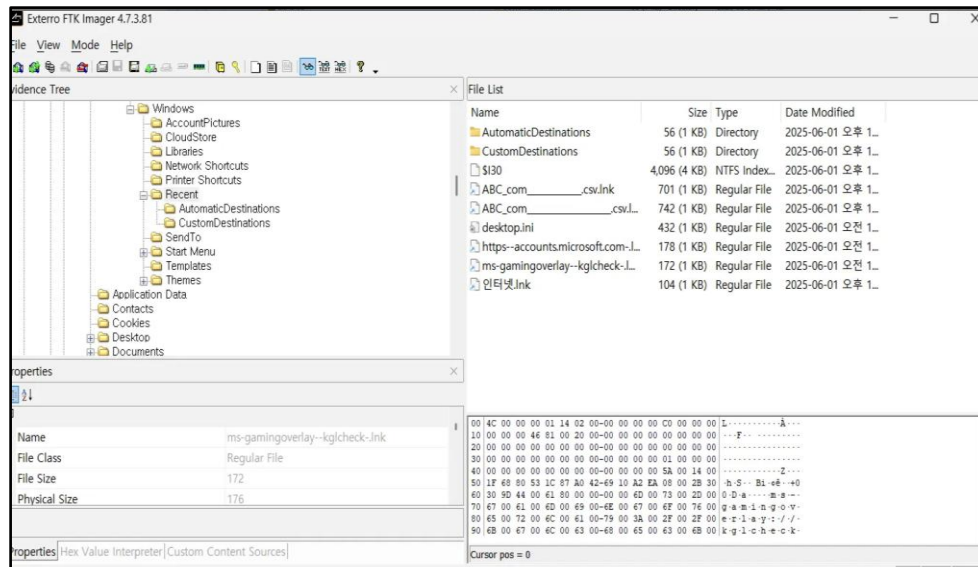 Exterro FTK Imager 4.7.3.81
File View Mode Help
vidence Tree
Windows
AccountPictures
CloudStore
Libraries
Network Shortcuts
Printer Shortcuts
Recent
AutomaticDestinations
CustomDestinations
SendTo
Start Menu
Templates
Themes
Application Data
Contacts
Cookies
Desktop
Documents
File List
Name Size Type Date Modified
AutomaticDestinations 56 (1 KB) Directory 2025-06-01 오후 1...
CustomDestinations 56 (1 KB) Directory 2025-06-01 오후 1...
$I30 4,096 (4 KB) NTFS Index... 2025-06-01 오후 1...
ABC_com__________.csv.lnk 701 (1 KB) Regular File 2025-06-01 오후 1...
ABC_com__________.csv.l... 742 (1 KB) Regular File 2025-06-01 오후 1...
desktop.ini 432 (1 KB) Regular File 2025-06-01 오전 1...
https--accounts.microsoft.com-.l... 178 (1 KB) Regular File 2025-06-01 오전 1...
ms-gamingoverlay--kglcheck-.l... 172 (1 KB) Regular File 2025-06-01 오전 1...
인터넷.lnk 104 (1 KB) Regular File 2025-06-01 오후 1...
roperties
Name ms-gamingoverlay--kglcheck-.lnk
File Class Regular File
File Size 172
Physical Size 176
roperties Hex Value Interpreter Custom Content Sources
00 4C 00 00 00 01 14 02 00-00 00 00 00 C0 00 00 00 L···········À···
10 00 00 00 46 81 00 20 00-00 00 00 00 00 00 00 00 ···F·· ·········
20 00 00 00 00 00 00 00 00-00 00 00 00 00 00 00 00 ················
30 00 00 00 00 00 00 00 00-00 00 00 00 01 00 00 00 ················
40 00 00 00 00 00 00 00 00-00 00 00 00 5A 00 14 00 ············Z···
50 1F 68 80 53 1C 87 A0 42-69 10 A2 EA 08 00 2B 30 ·h·S·· Bi·¢ê··+0
60 30 9D 44 00 61 80 00 00-00 00 6D 00 73 00 2D 00 0·D·a·····m·s·-·
70 67 00 61 00 6D 00 69 00-6E 00 67 00 6F 00 76 00 g·a·m·i·n·g·o·v·
80 65 00 72 00 6C 00 61 00-79 00 3A 00 2F 00 2F 00 e·r·l·a·y·:·/·/·
90 6B 00 67 00 6C 00 63 00-68 00 65 00 63 00 6B 00 k·g·l·c·h·e·c·k·
Cursor pos = 0